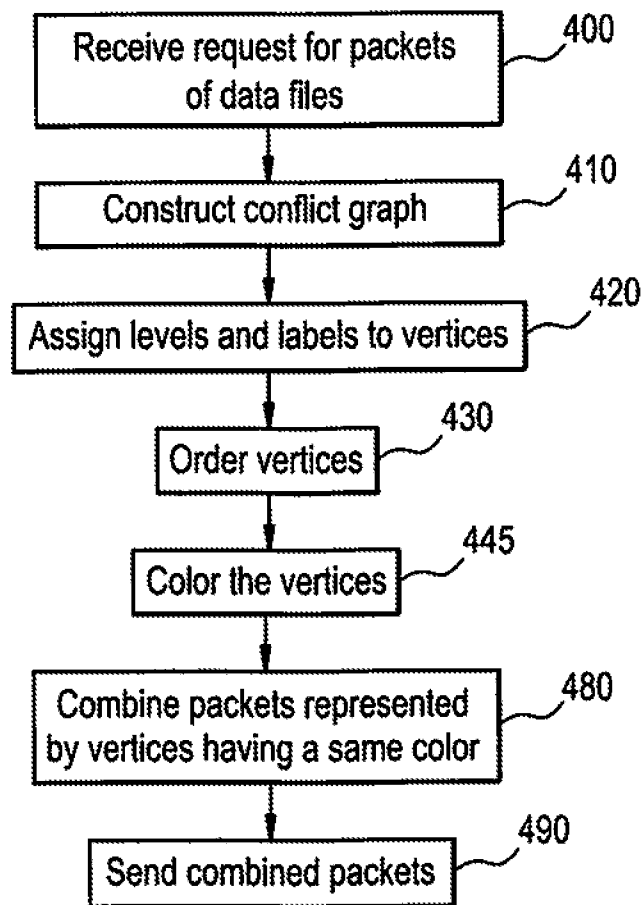 Receive request for packets
of data files
400
Construct conflict graph
410
Assign levels and labels to vertices
420
Order vertices
430
Color the vertices
445
Combine packets represented
by vertices having a same color
480
Send combined packets
490